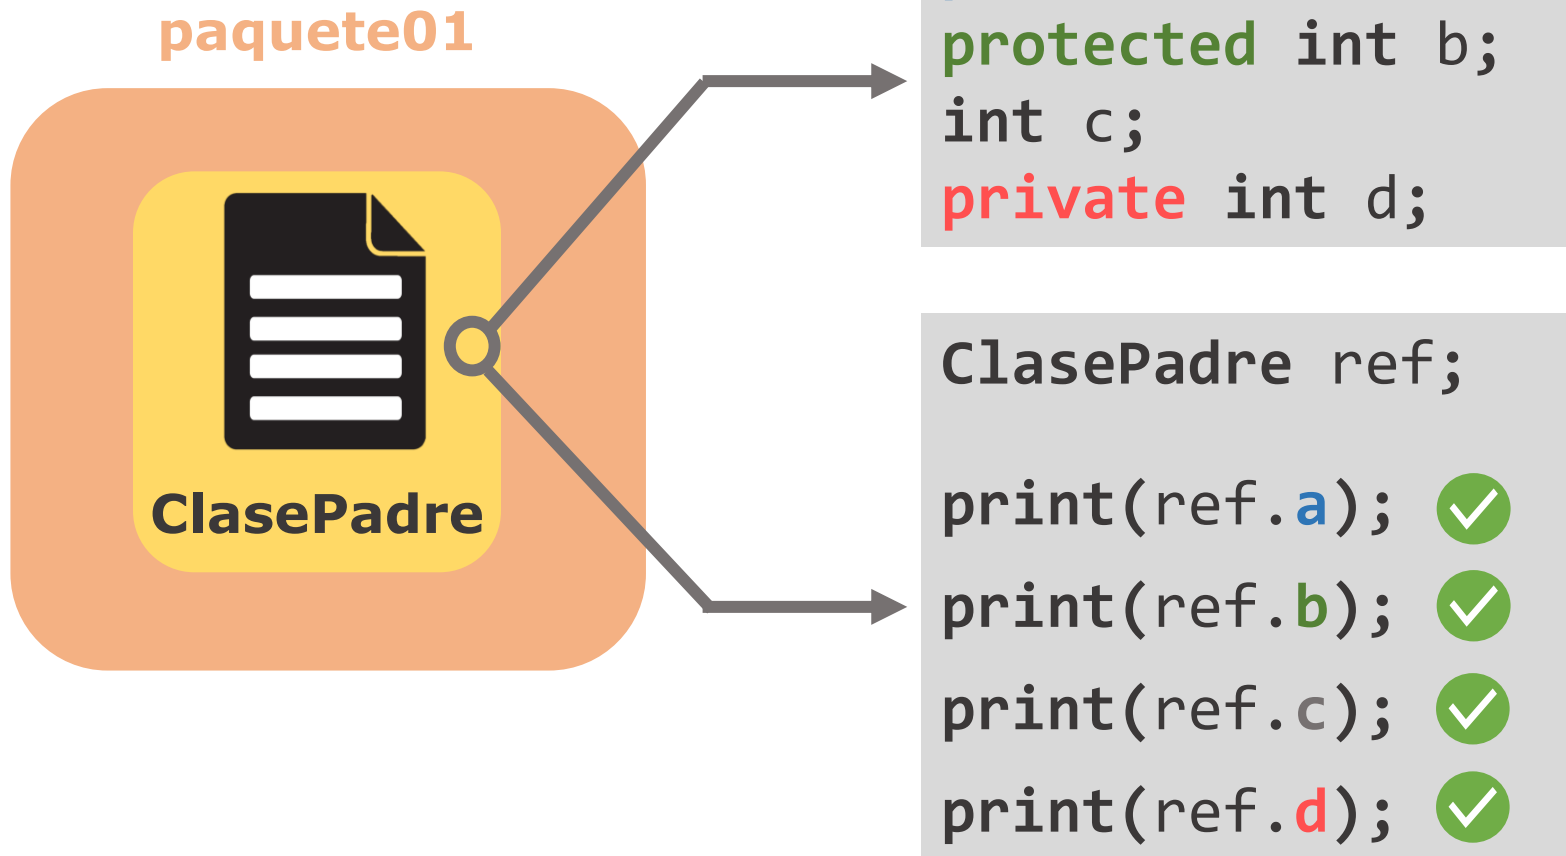 paquete01
ClasePadre
protected int b;
int c;
private int d;
ClasePadre ref;
print(ref.a);
print(ref.b);
print(ref.c);
print(ref.d);